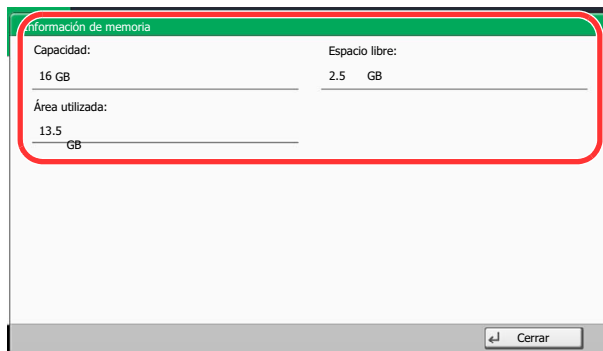 Información de memoria
Capacidad: Espacio libre:
16 GB 2.5 GB
Área utilizada:
13.5
GB
Cerrar